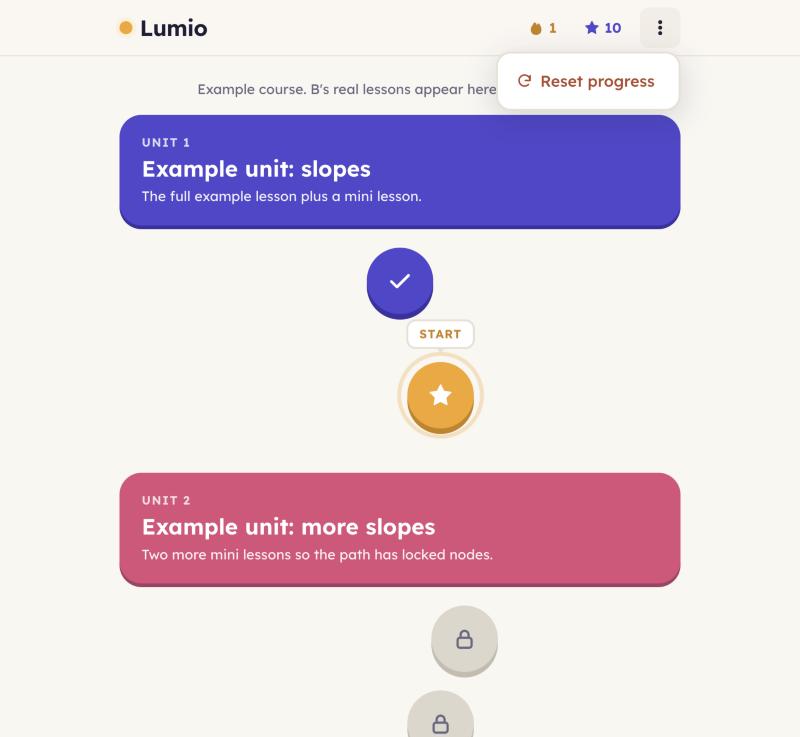 Lumio
1
10
Reset progress
Example course. B's real lessons appear here
UNIT 1
Example unit: slopes
The full example lesson plus a mini lesson.
START
UNIT 2
Example unit: more slopes
Two more mini lessons so the path has locked nodes.